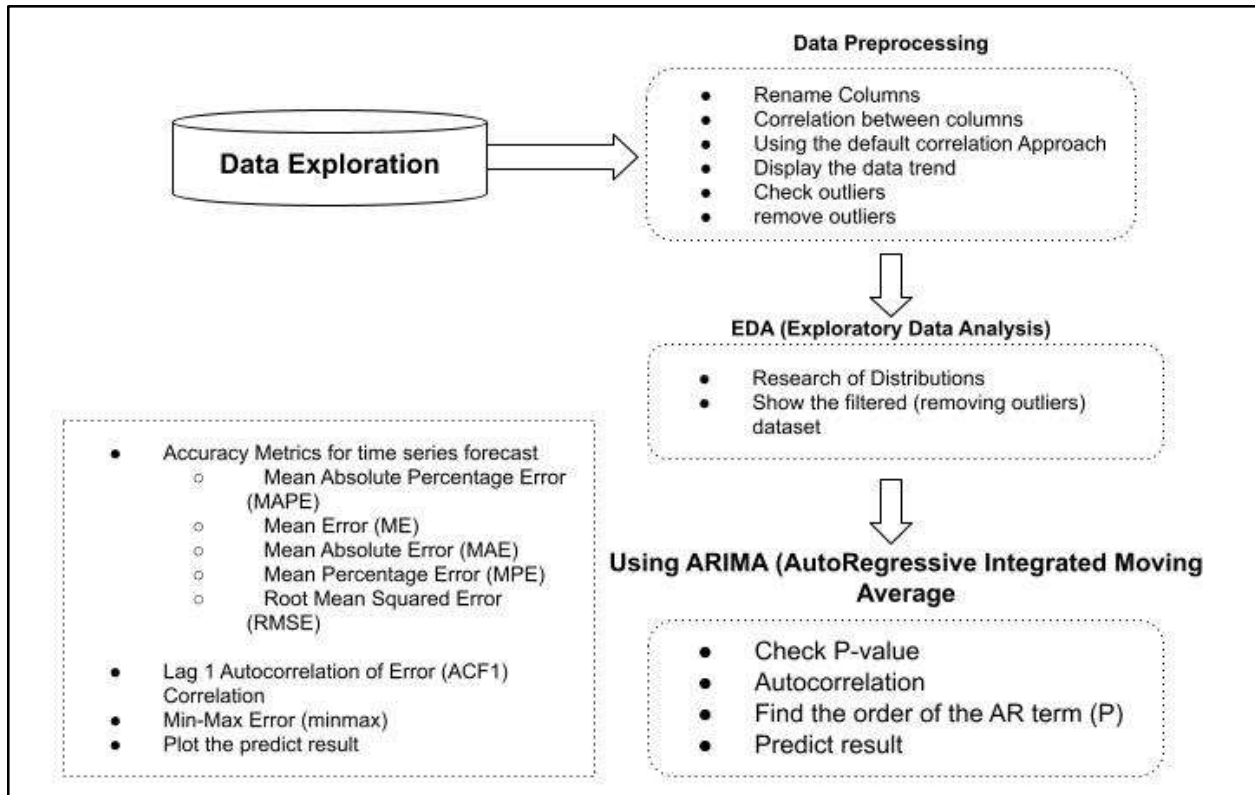 Data Preprocessing
Data Exploration
● Rename Columns
● Correlation between columns
● Using the default correlation Approach
● Display the data trend
● Check outliers
● remove outliers
EDA (Exploratory Data Analysis)
● Research of Distributions
● Show the filtered (removing outliers)
dataset
Using ARIMA (AutoRegressive Integrated Moving
Average
● Check P-value
● Autocorrelation
● Find the order of the AR term (P)
● Predict result
● Accuracy Metrics for time series forecast
○ Mean Absolute Percentage Error
(MAPE)
○ Mean Error (ME)
○ Mean Absolute Error (MAE)
○ Mean Percentage Error (MPE)
○ Root Mean Squared Error
(RMSE)
● Lag 1 Autocorrelation of Error (ACF1)
Correlation
● Min-Max Error (minmax)
● Plot the predict result